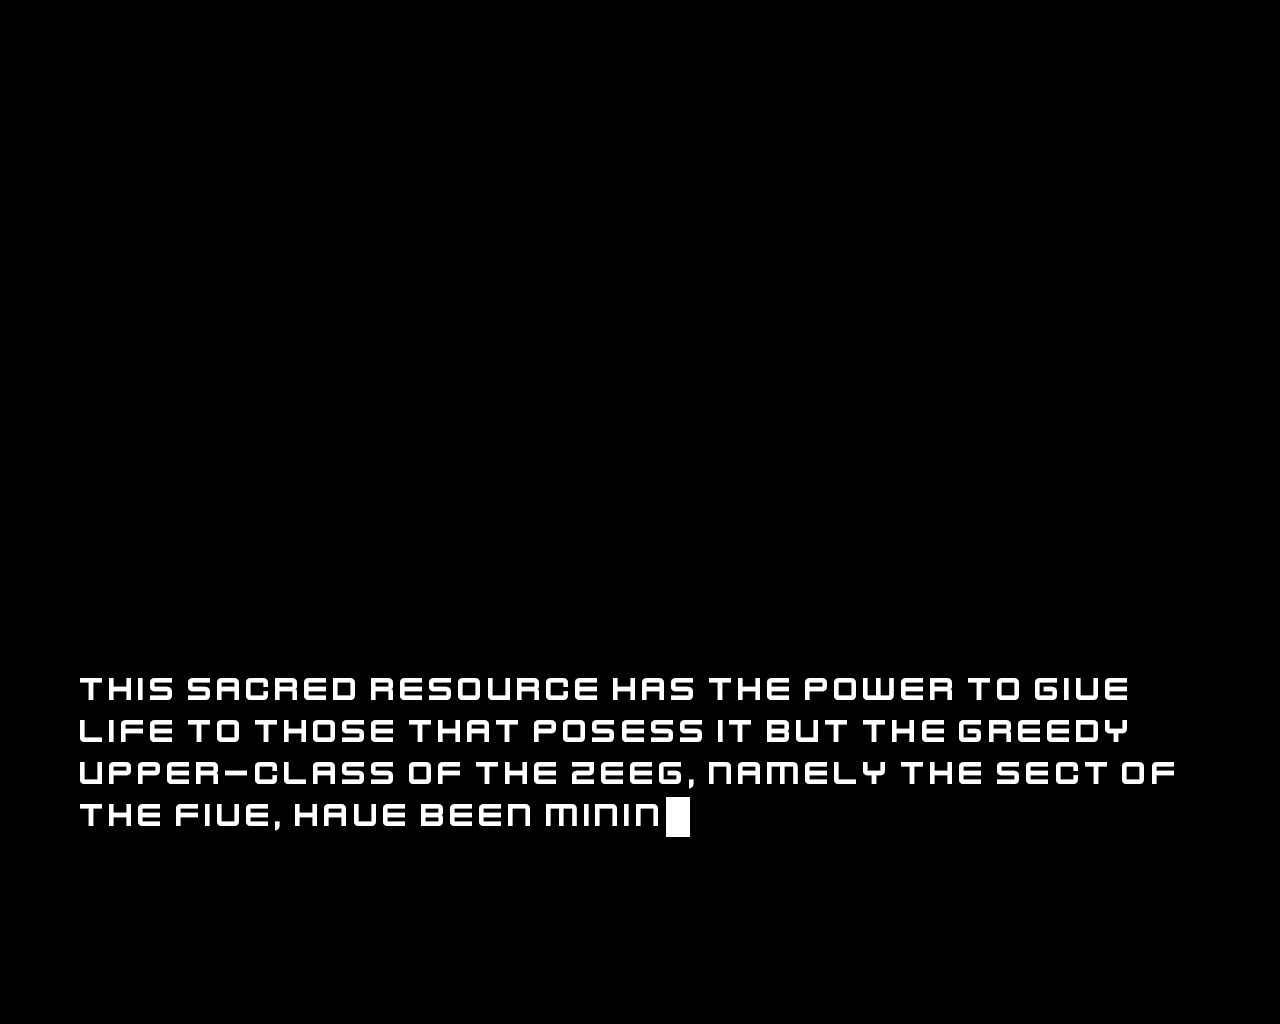 THIS SACRED RESOURCE HAS THE POWER TO GIVE
LIFE TO THOSE THAT POSESS IT BUT THE GREEDY
UPPER-CLASS OF THE ZEEG, NAMELY THE SECT OF
THE FIVE, HAVE BEEN MININ